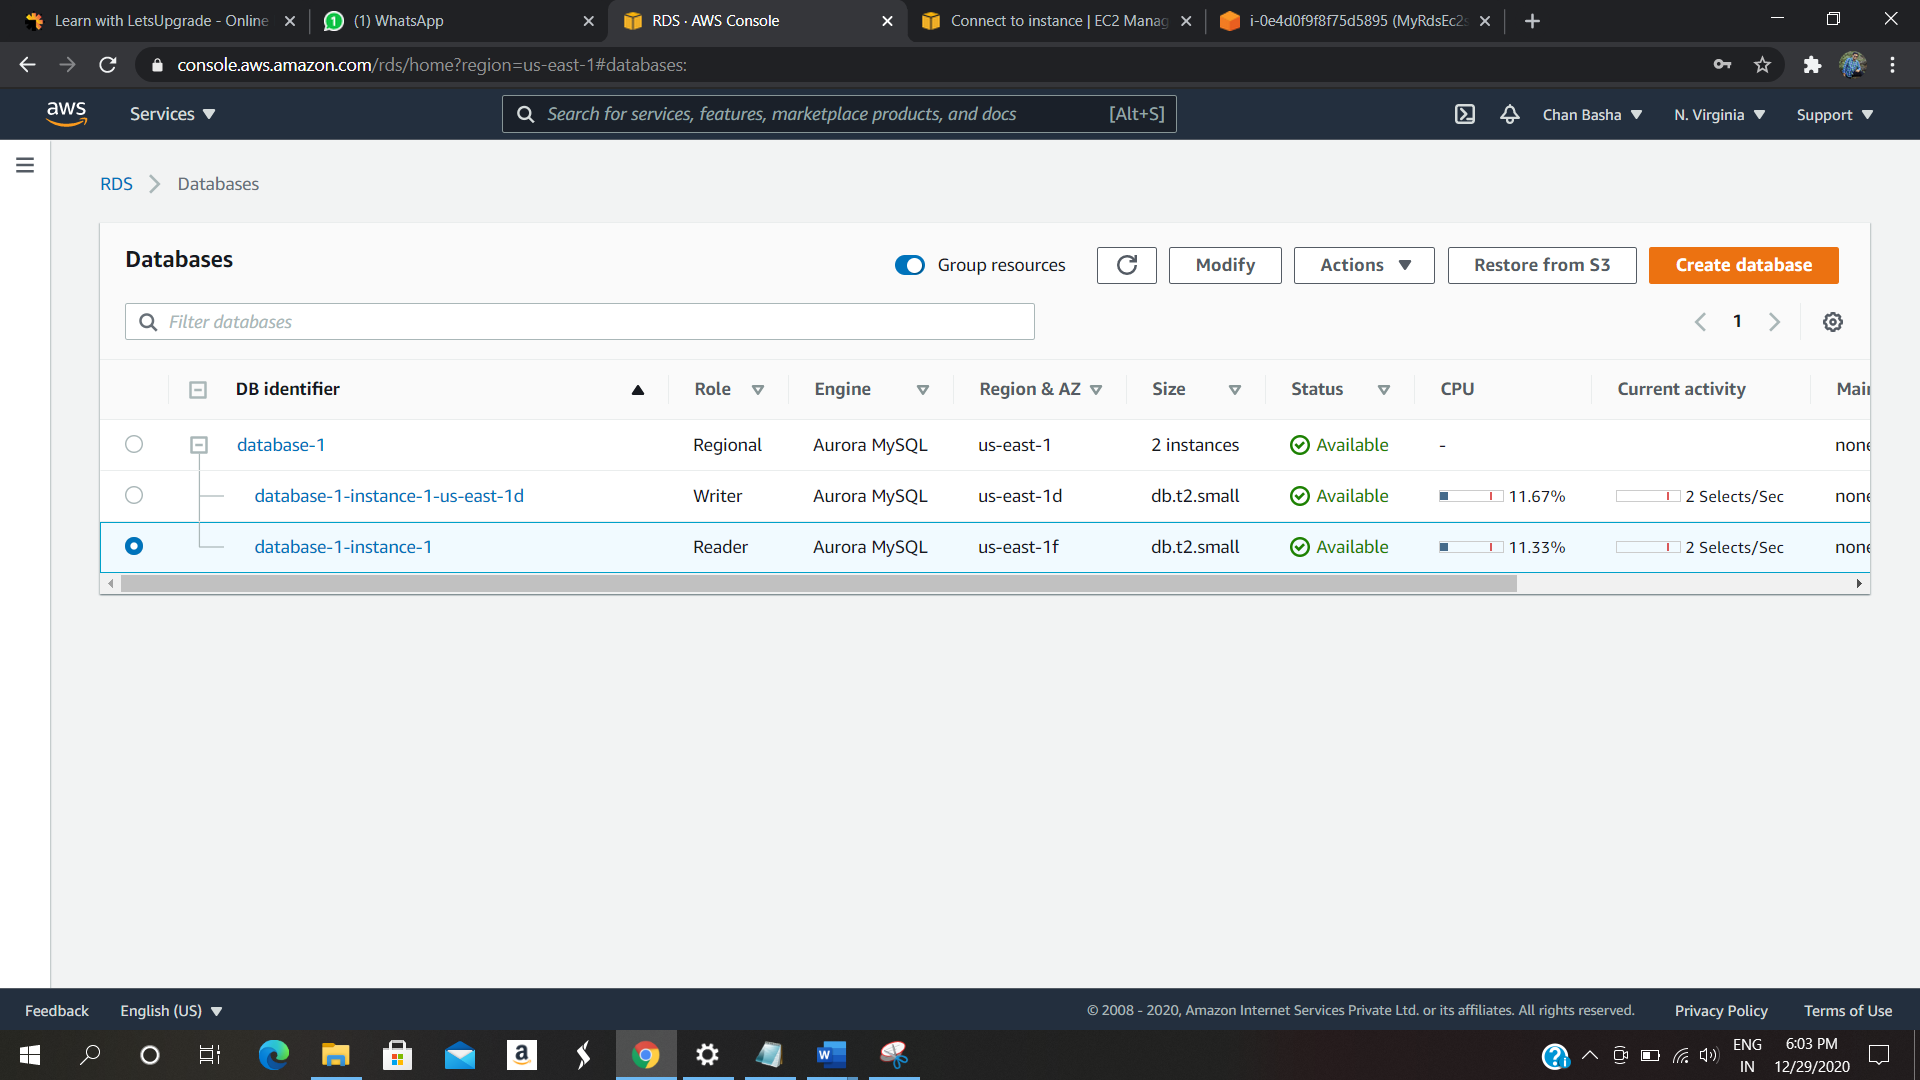 Learn with LetsUpgrade - Online
(1) WhatsApp
RDS · AWS Console
Connect to instance | EC2 Manag
i-0e4d0f9f8f75d5895 (MyRdsEc2s
console.aws.amazon.com/rds/home?region=us-east-1#databases:
aws
Services
Search for services, features, marketplace products, and docs
[Alt+S]
Chan Basha
N. Virginia
Support
RDS
Databases
Databases
Group resources
Modify
Actions
Restore from S3
Create database
Filter databases
1
DB identifier Role Engine Region & AZ Size Status CPU Current activity Mai
database-1 Regional Aurora MySQL us-east-1 2 instances Available - none
database-1-instance-1-us-east-1d Writer Aurora MySQL us-east-1d db.t2.small Available 11.67% 2 Selects/Sec none
database-1-instance-1 Reader Aurora MySQL us-east-1f db.t2.small Available 11.33% 2 Selects/Sec none
Feedback
English (US)
© 2008 - 2020, Amazon Internet Services Private Ltd. or its affiliates. All rights reserved.
Privacy Policy
Terms of Use
ENG
IN
6:03 PM
12/29/2020